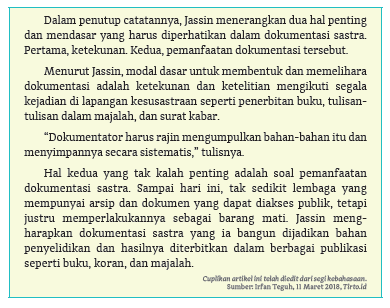 Dalam penutup catatannya, Jassin menerangkan dua hal penting
dan mendasar yang harus diperhatikan dalam dokumentasi sastra.
Pertama, ketekunan. Kedua, pemanfaatan dokumentasi tersebut.
Menurut Jassin, modal dasar untuk membentuk dan memelihara
dokumentasi adalah ketekunan dan ketelitian mengikuti segala
kejadian di lapangan kesusastraan seperti penerbitan buku, tulisan-
tulisan dalam majalah, dan surat kabar.
“Dokumentator harus rajin mengumpulkan bahan-bahan itu dan
menyimpannya secara sistematis,” tulisnya.
Hal kedua yang tak kalah penting adalah soal pemanfaatan
dokumentasi sastra. Sampai hari ini, tak sedikit lembaga yang
mempunyai arsip dan dokumen yang dapat diakses publik, tetapi
justru memperlakukannya sebagai barang mati. Jassin meng-
harapkan dokumentasi sastra yang ia bangun dijadikan bahan
penyelidikan dan hasilnya diterbitkan dalam berbagai publikasi
seperti buku, koran, dan majalah.
Cuplikan artikel ini telah diedit dari segi kebahasaan.
Sumber: Irfan Teguh, 11 Maret 2018, Tirto.id